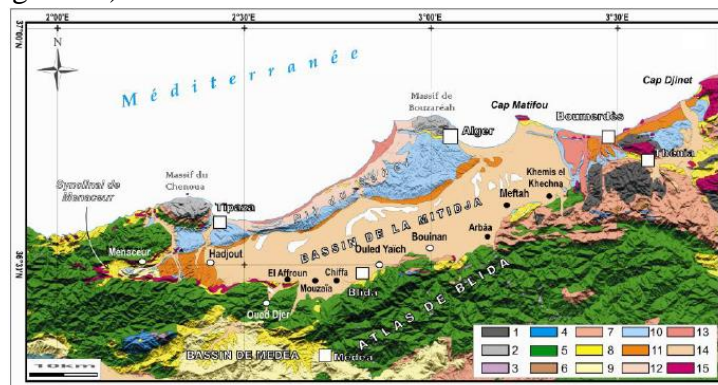 2°00'
2°30'
3°00'
3°30'
37°00'
N
Méditerranée
Massif de
Bouzaréah
Cap Matifou
Cap Djinet
Alger
Boumerdès
Thénia
Massif du
Chenoua
Synclinal de
Menaceur
Tipaza
Khemis el
Khechna
Meftah
BASSIN DE LA MITIDJA
Menaceur
Hadjout
Arbâa
Bouinan
Ouled Yaich
36°30'
El Affroun
Chiffa
Mouzaïa
Blida
Oued Djer
ATLAS DE BLIDA
BASSIN DE MEDEA
Médéa
10km
1 4 7 10 13
2 5 8 11 14
3 6 9 12 15